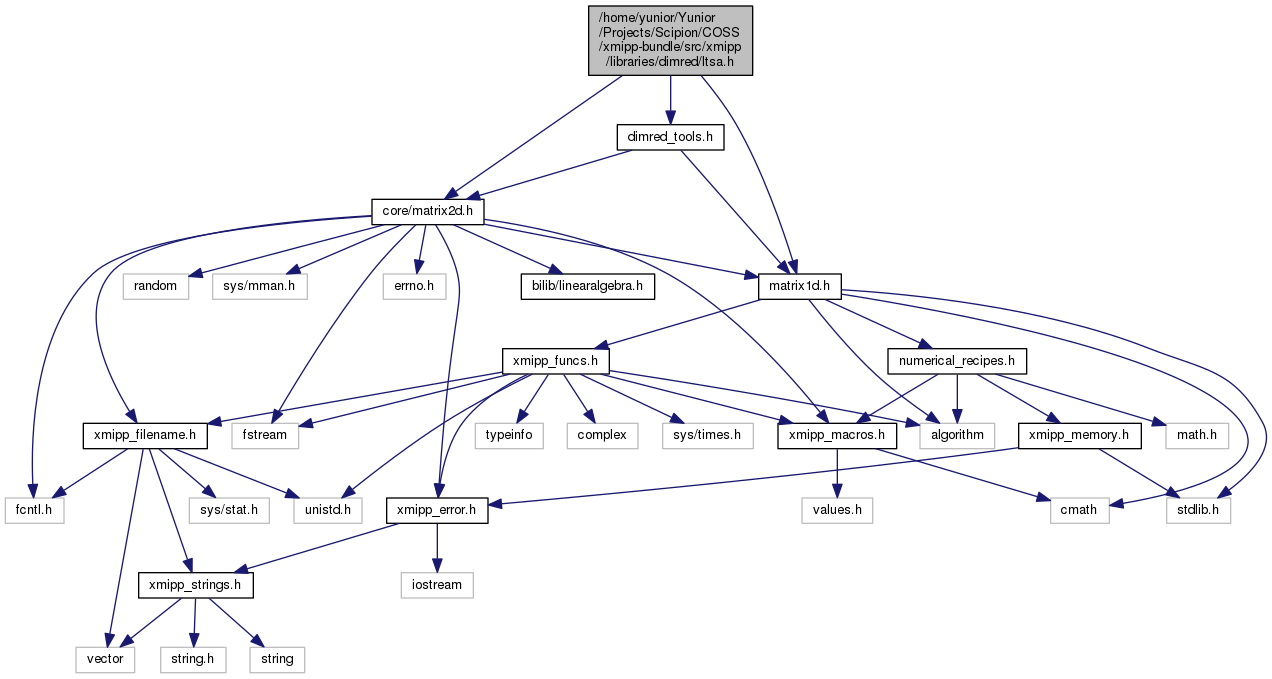 /home/yunior/Yunior
/Projects/Scipion/COSS
/xmipp-bundle/src/xmipp
/libraries/dimred/ltsa.h
dimred_tools.h
core/matrix2d.h
random
sys/mman.h
errno.h
bilib/linearalgebra.h
matrix1d.h
xmipp_funcs.h
numerical_recipes.h
xmipp_filename.h
fstream
typeinfo
complex
sys/times.h
xmipp_macros.h
algorithm
xmipp_memory.h
math.h
fcntl.h
sys/stat.h
unistd.h
xmipp_error.h
values.h
cmath
stdlib.h
xmipp_strings.h
iostream
vector
string.h
string